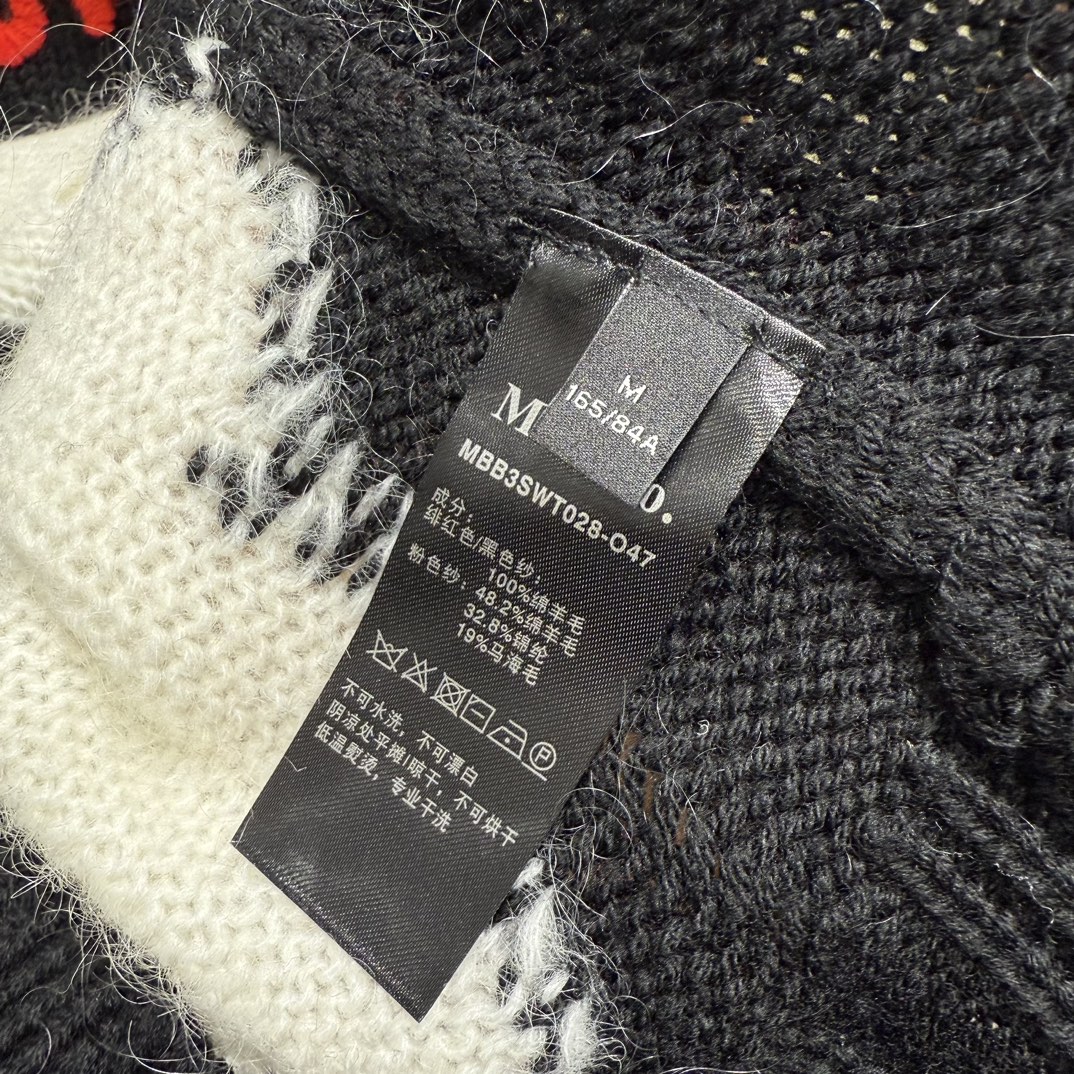 M
165/84A
M
O.
MBB3SWT028-O47
成分:
绯红色/黑色纱:
100%绵羊毛
粉色纱: 48.2%绵羊毛
32.8%锦纶
19%马海毛
P
不可水洗, 不可漂白
阴凉处平摊晾干, 不可烘干
低温熨烫, 专业干洗